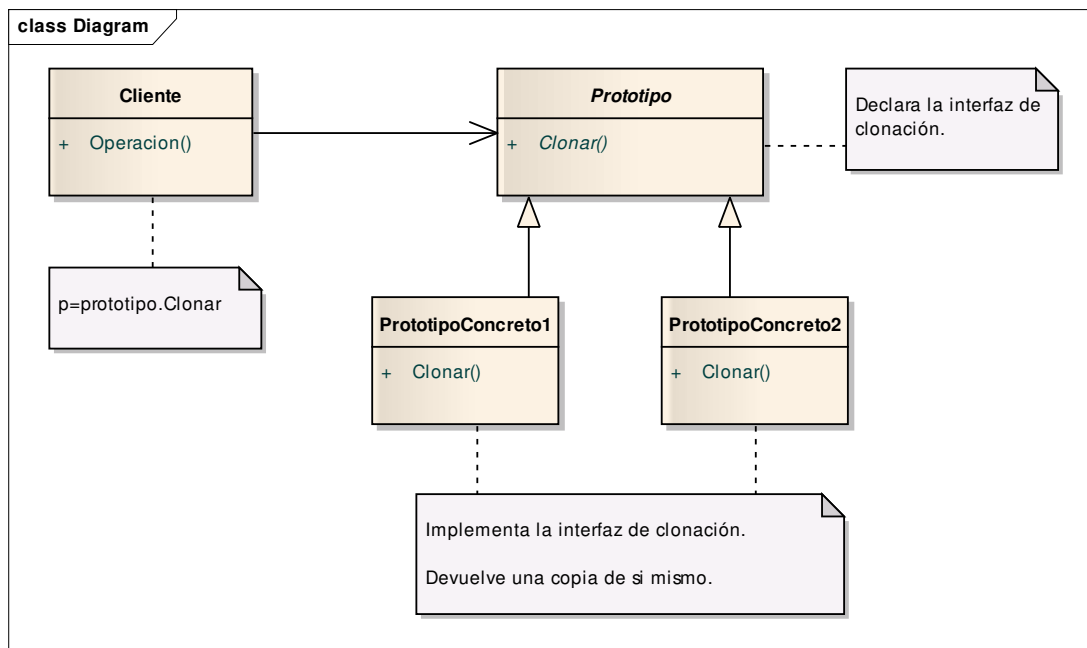 class Diagram
Cliente
+ Operacion()
Prototipo
+ Clonar()
Declara la interfaz de
clonación.
p=prototipo.Clonar
PrototipoConcreto1
+ Clonar()
PrototipoConcreto2
+ Clonar()
Implementa la interfaz de clonación.
Devuelve una copia de si mismo.